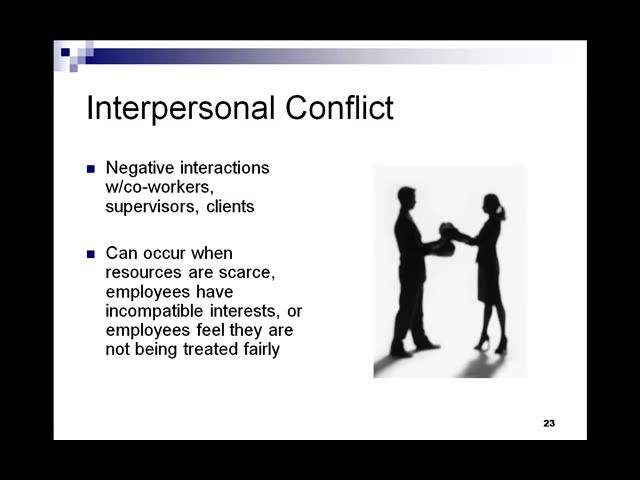 Interpersonal Conflict
Negative interactions
w/co-workers,
supervisors, clients
Can occur when
resources are scarce,
employees have
incompatible interests, or
employees feel they are
not being treated fairly
23